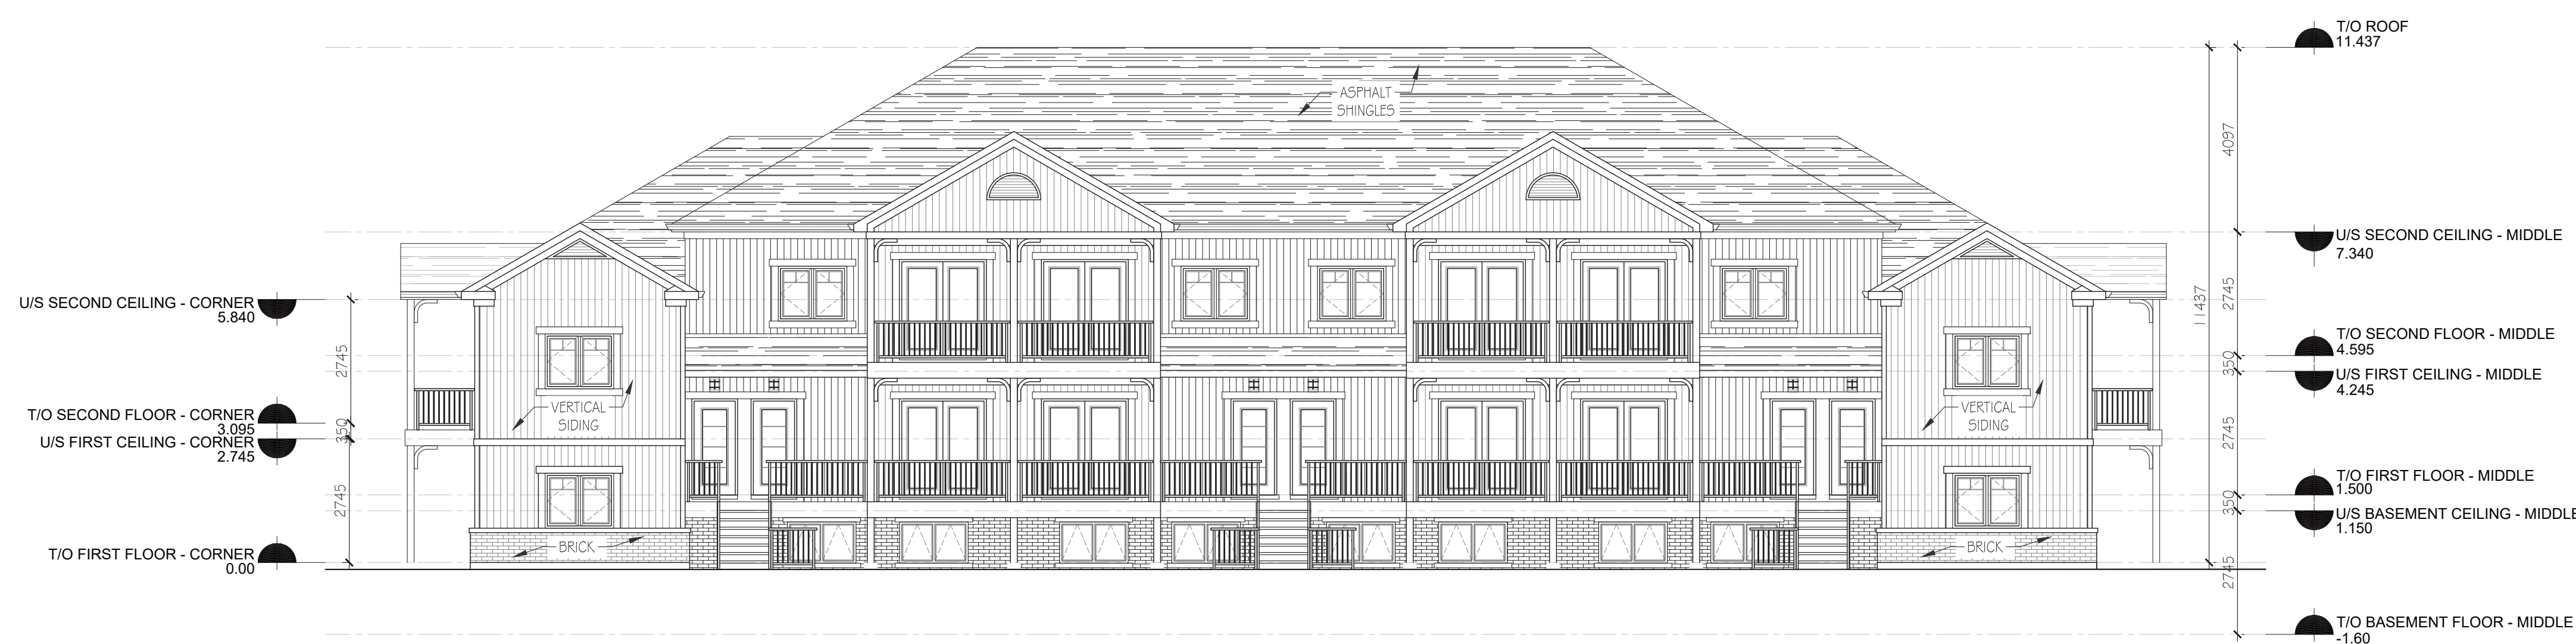 T/O ROOF
11.437
ASPHALT
SHINGLES
4097
11437
U/S SECOND CEILING - MIDDLE
7.340
2745
U/S SECOND CEILING - CORNER
5.840
2745
T/O SECOND FLOOR - MIDDLE
4.595
350
U/S FIRST CEILING - MIDDLE
4.245
T/O SECOND FLOOR - CORNER
3.095
350
U/S FIRST CEILING - CORNER
2.745
VERTICAL
SIDING
VERTICAL
SIDING
2745
T/O FIRST FLOOR - MIDDLE
1.500
350
U/S BASEMENT CEILING - MIDDLE
1.150
2745
T/O FIRST FLOOR - CORNER
0.00
BRICK
BRICK
2745
T/O BASEMENT FLOOR - MIDDLE
-1.60